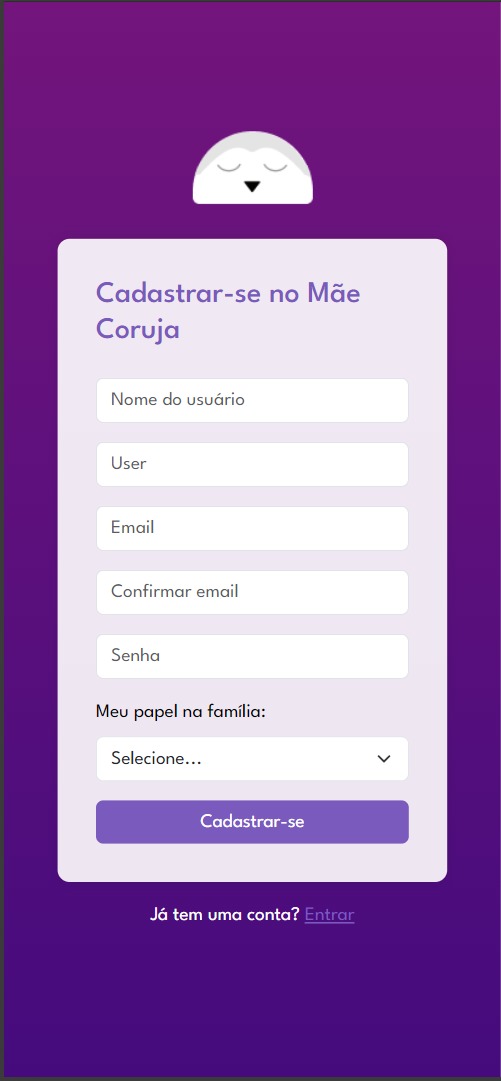 Cadastrar-se no Mãe
Coruja
Nome do usuário
User
Email
Confirmar email
Senha
Meu papel na família:
Selecione...
Cadastrar-se
Já tem uma conta? Entrar